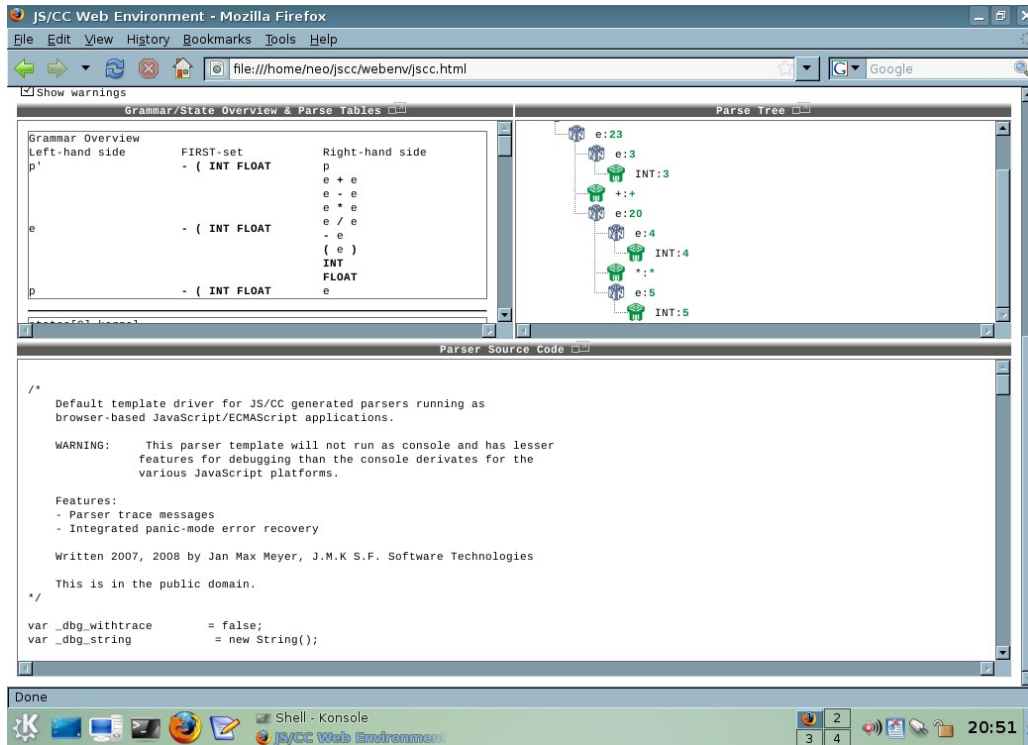 JS/CC Web Environment - Mozilla Firefox
File Edit View History Bookmarks Tools Help
file:///home/neo/jscc/webenv/jscc.html
G Google
Show warnings
Grammar/State Overview & Parse Tables
Grammar Overview
Left-hand side FIRST-set Right-hand side
p' - ( INT FLOAT p
e + e
e - e
e * e
e / e
e - ( INT FLOAT
- e
( e )
INT
FLOAT
p - ( INT FLOAT e
Parse Tree
e:23
e:3
INT:3
+:+
e:20
e:4
INT:4
*:*
e:5
INT:5
Parser Source Code
/*
Default template driver for JS/CC generated parsers running as
browser-based JavaScript/ECMAScript applications.
WARNING: This parser template will not run as console and has lesser
features for debugging than the console derivates for the
various JavaScript platforms.
Features:
- Parser trace messages
- Integrated panic-mode error recovery
Written 2007, 2008 by Jan Max Meyer, J.M.K S.F. Software Technologies
This is in the public domain.
*/
var _dbg_withtrace = false;
var _dbg_string = new String();
Done
Shell - Konsole
JS/CC Web Environment
2
3 4
20:51